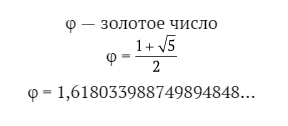 φ — золотое число
φ = (1 + √5) / 2
φ = 1,618033988749894848...